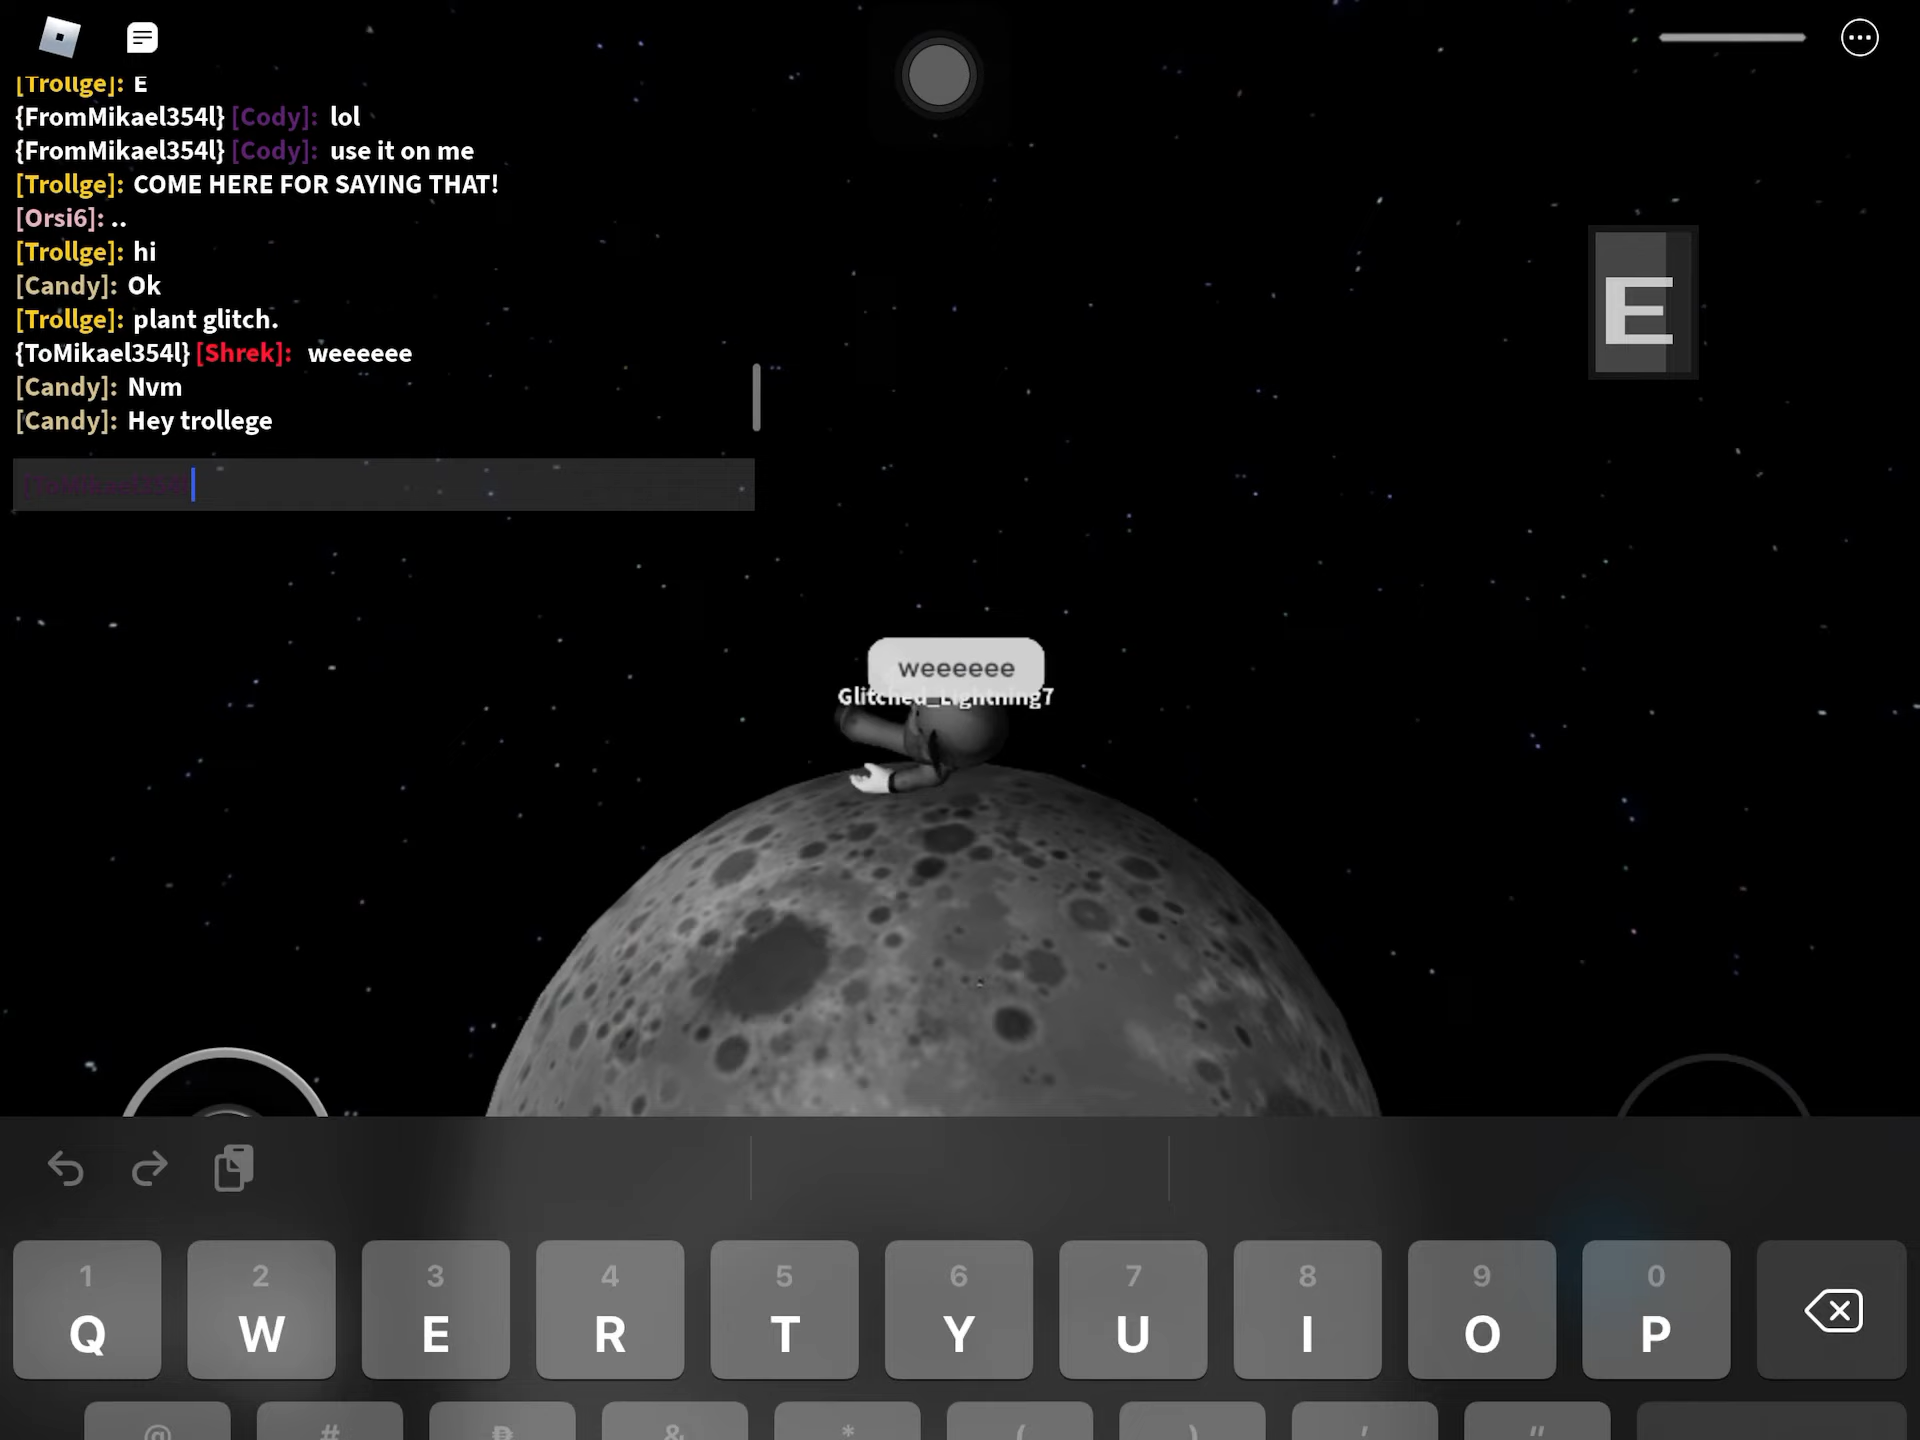 [Trollge]: E
{FromMikael354l} [Cody]: lol
{FromMikael354l} [Cody]: use it on me
[Trollge]: COME HERE FOR SAYING THAT!
[Orsi6]: ..
[Trollge]: hi
[Candy]: Ok
[Trollge]: plant glitch.
{ToMikael354l} [Shrek]: weeeeee
[Candy]: Nvm
[Candy]: Hey trollege
E
weeeeee
Glitched_Lightning7
1 2 3 4 5 6 7 8 9 0
Q W E R T Y U I O P
@ # ₱ & * ( ) ' "